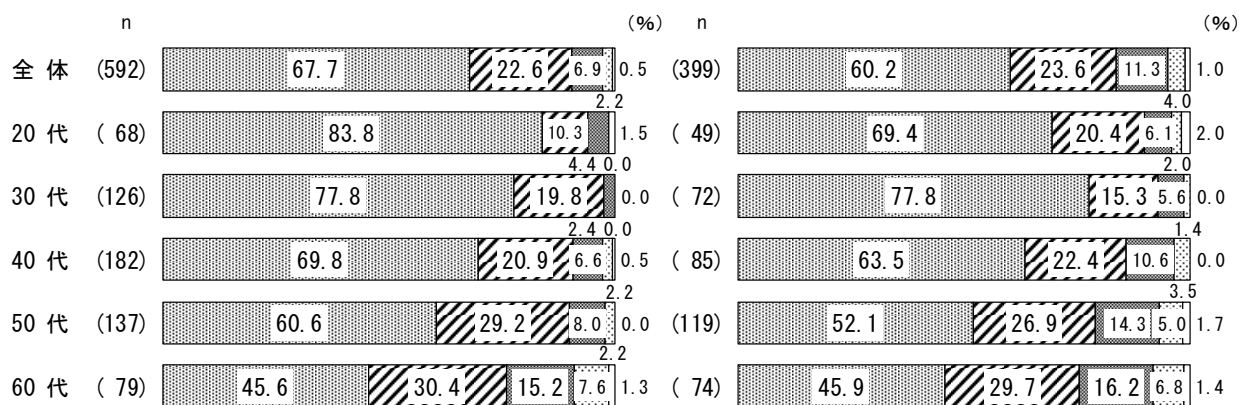 n (%) n (%)
全 体 (592) 67.7 22.6 6.9 0.5 (399) 60.2 23.6 11.3 1.0
2.2 4.0
20 代 ( 68) 83.8 10.3 1.5 ( 49) 69.4 20.4 6.1 2.0
4.4 0.0 2.0
30 代 (126) 77.8 19.8 0.0 ( 72) 77.8 15.3 5.6 0.0
2.4 0.0 1.4
40 代 (182) 69.8 20.9 6.6 0.5 ( 85) 63.5 22.4 10.6 0.0
2.2 3.5
50 代 (137) 60.6 29.2 8.0 0.0 (119) 52.1 26.9 14.3 5.0 1.7
2.2
60 代 ( 79) 45.6 30.4 15.2 7.6 1.3 ( 74) 45.9 29.7 16.2 6.8 1.4